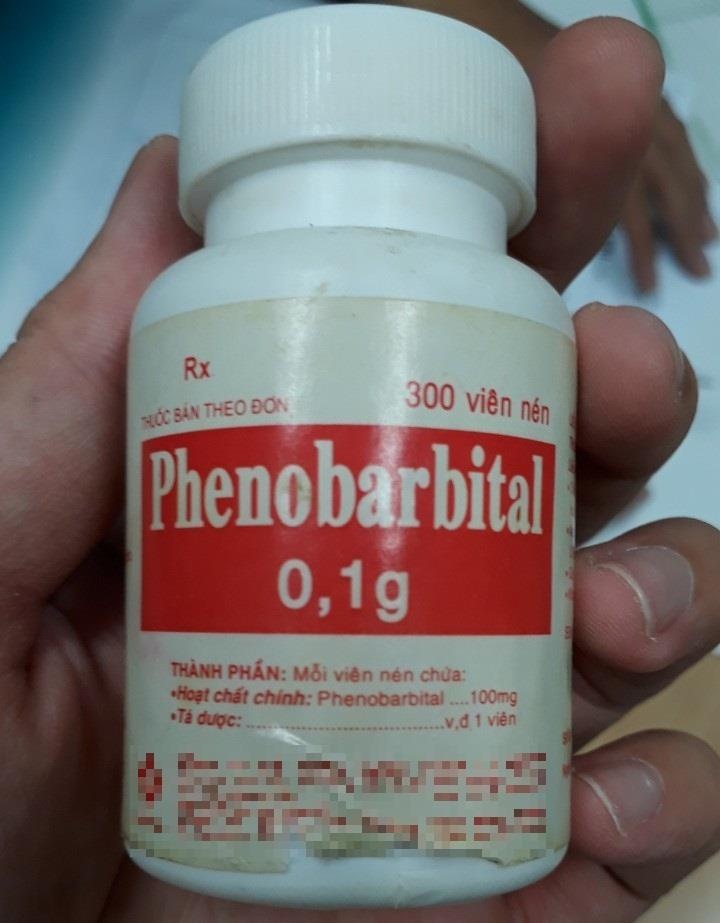 Rx
THUỐC BÁN THEO ĐƠN
300 viên nén
Phenobarbital
0,1g
THÀNH PHẦN: Mỗi viên nén chứa:
•Hoạt chất chính: Phenobarbital ....100mg
•Tá dược: ......................................v,đ,1 viên